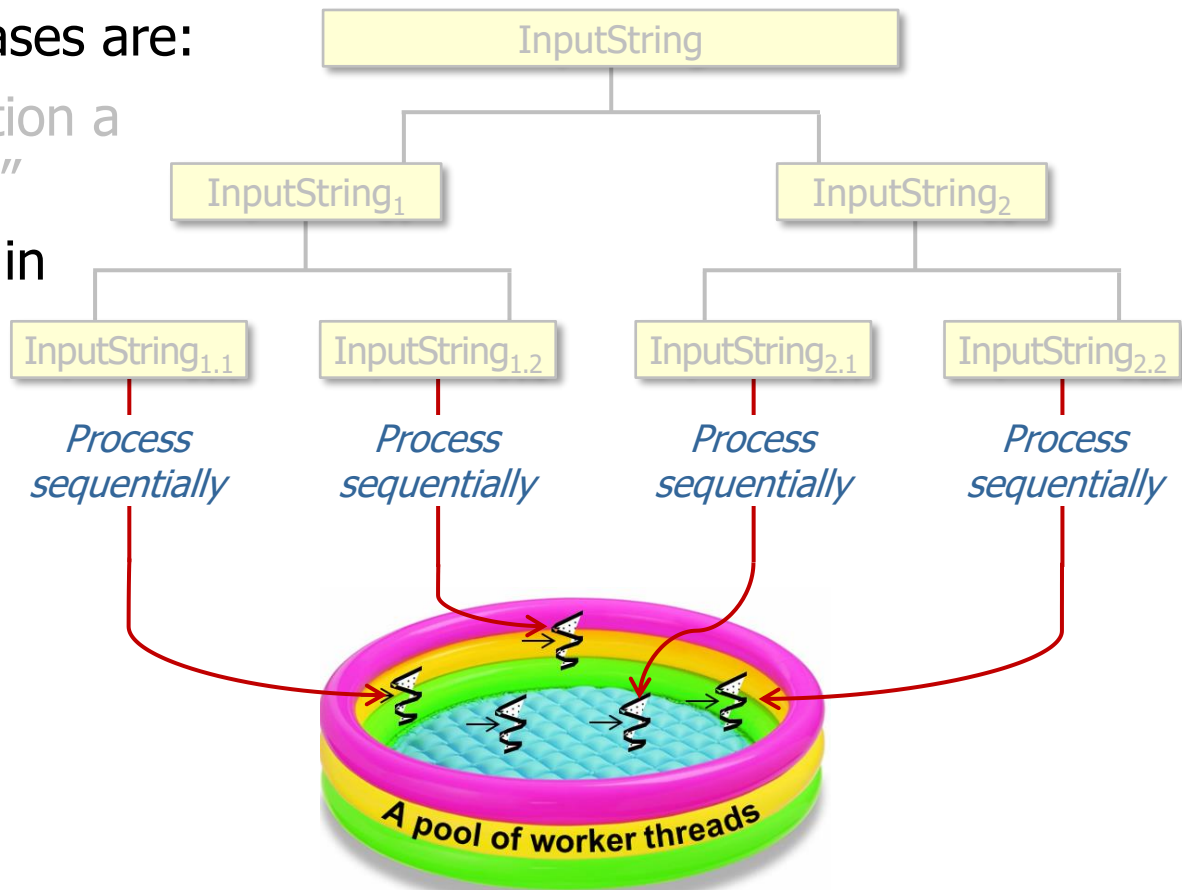 ases are:
InputString
tion a
”
InputString₁
InputString₂
in
InputString₁.₁
InputString₁.₂
InputString₂.₁
InputString₂.₂
Process
sequentially
Process
sequentially
Process
sequentially
Process
sequentially
A pool of worker threads